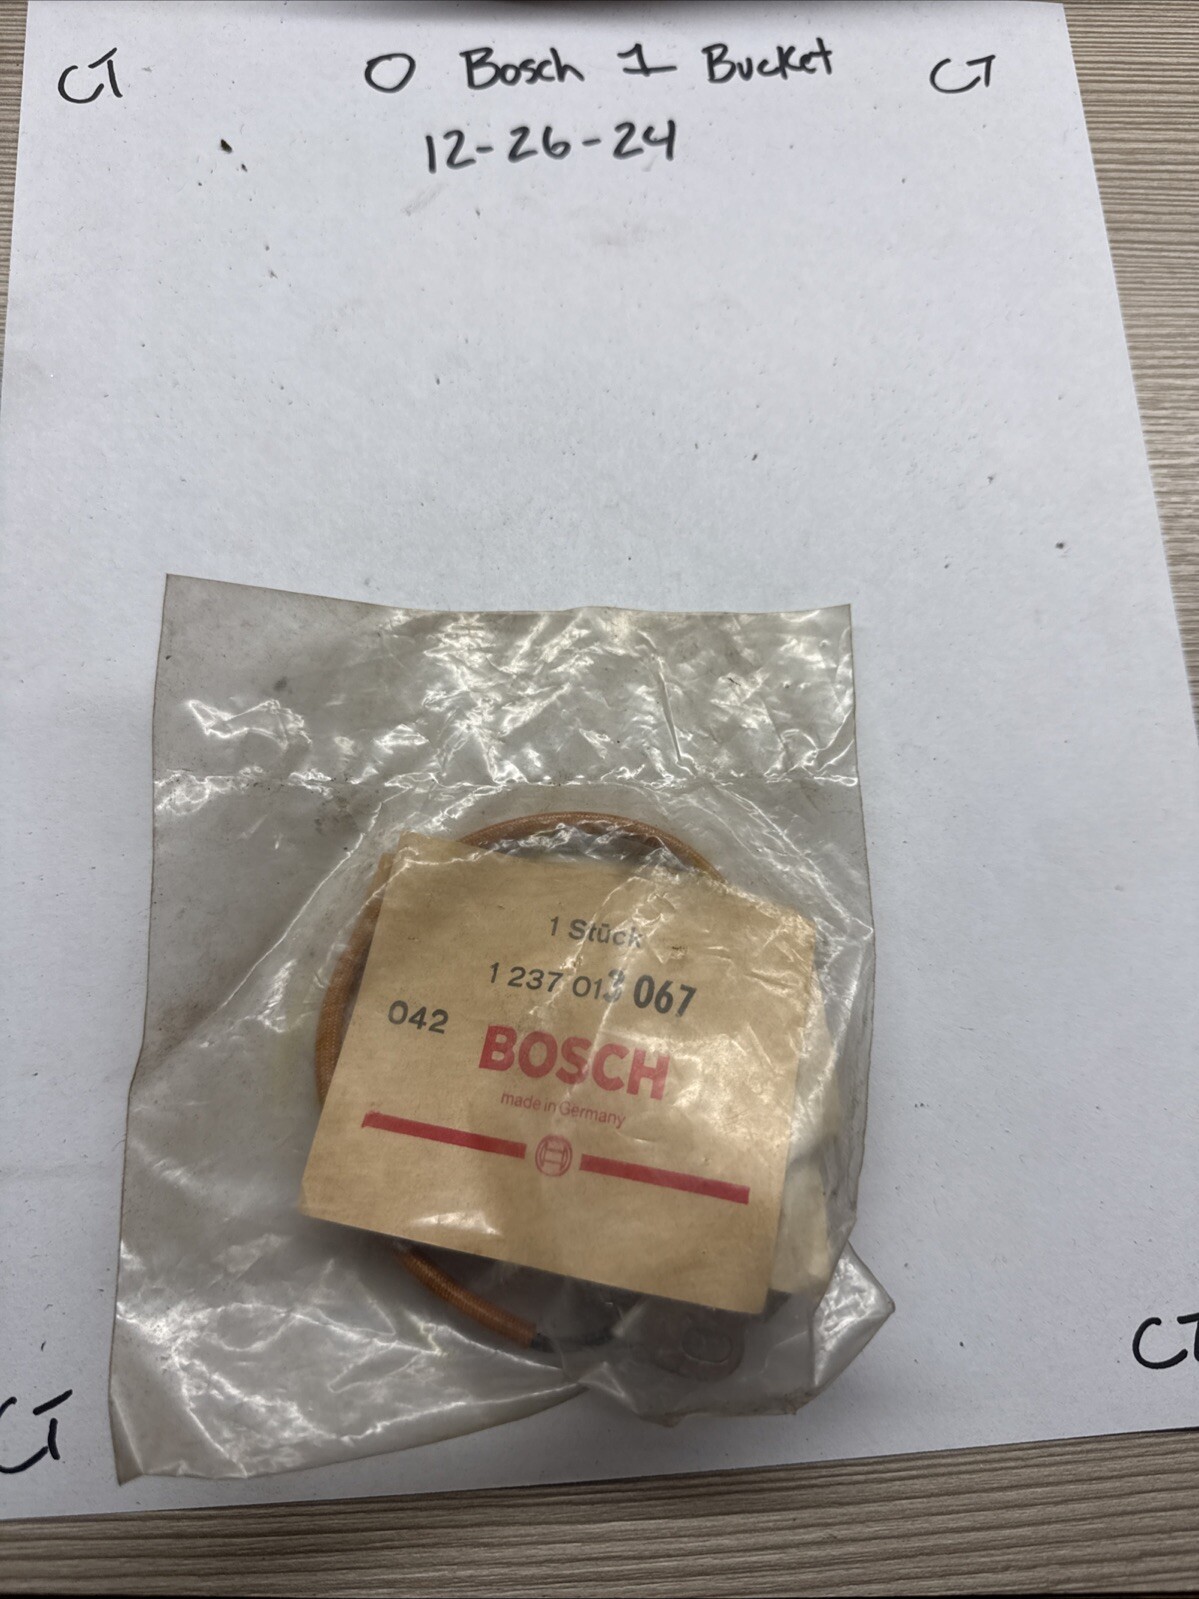 CT O Bosch 1 Bucket CT
12-26-24
1 Stück
1 237 013 067
042
BOSCH
made in Germany
CT
CT